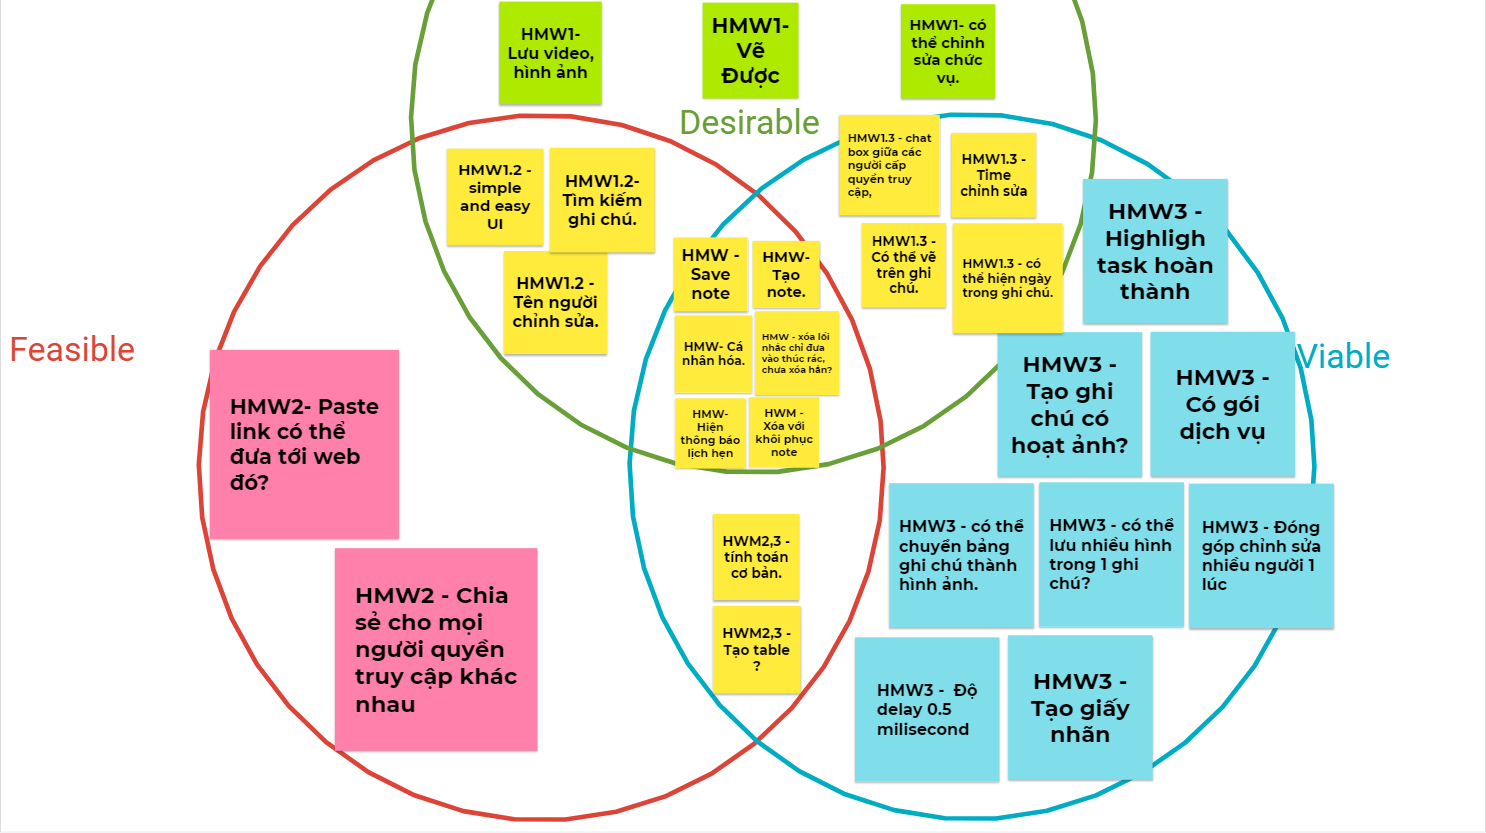 HMW1-
Lưu video,
hình ảnh
HMW1-
Vẽ
Được
HMW1- có
thể chỉnh
sửa chức
vụ.
Desirable
HMW1.2 -
simple
and easy
UI
HMW1.2-
Tìm kiếm
ghi chú.
HMW1.2 -
Tên người
chỉnh sửa.
HMW1.3 - chat
box giữa các
người cấp
quyền truy
cập,
HMW1.3 -
Time
chỉnh sửa
HMW1.3 -
Có thể vẽ
trên ghi
chú.
HMW1.3 - có
thể hiện ngày
trong ghi chú.
HMW -
Save
note
HMW-
Tạo
note.
HMW- Cá
nhân hóa.
HMW - xóa lời
nhắc chỉ đưa
vào thúc rác,
chưa xóa hẳn?
HMW-
Hiện
thông báo
lịch hẹn
HWM -
Xóa với
khôi phục
note
Feasible
HMW2- Paste
link có thể
đưa tới web
đó?
HMW2 - Chia
sẻ cho mọi
người quyền
truy cập khác
nhau
HWM2,3 -
tính toán
cơ bản.
HWM2,3 -
Tạo table
?
Viable
HMW3 -
Highligh
task hoàn
thành
HMW3 -
Tạo ghi
chú có
hoạt ảnh?
HMW3 -
Có gói
dịch vụ
HMW3 - có thể
chuyển bảng
ghi chú thành
hình ảnh.
HMW3 - có thể
lưu nhiều hình
trong 1 ghi
chú?
HMW3 - Đóng
góp chỉnh sửa
nhiều người 1
lúc
HMW3 - Độ
delay 0.5
milisecond
HMW3 -
Tạo giấy
nhãn